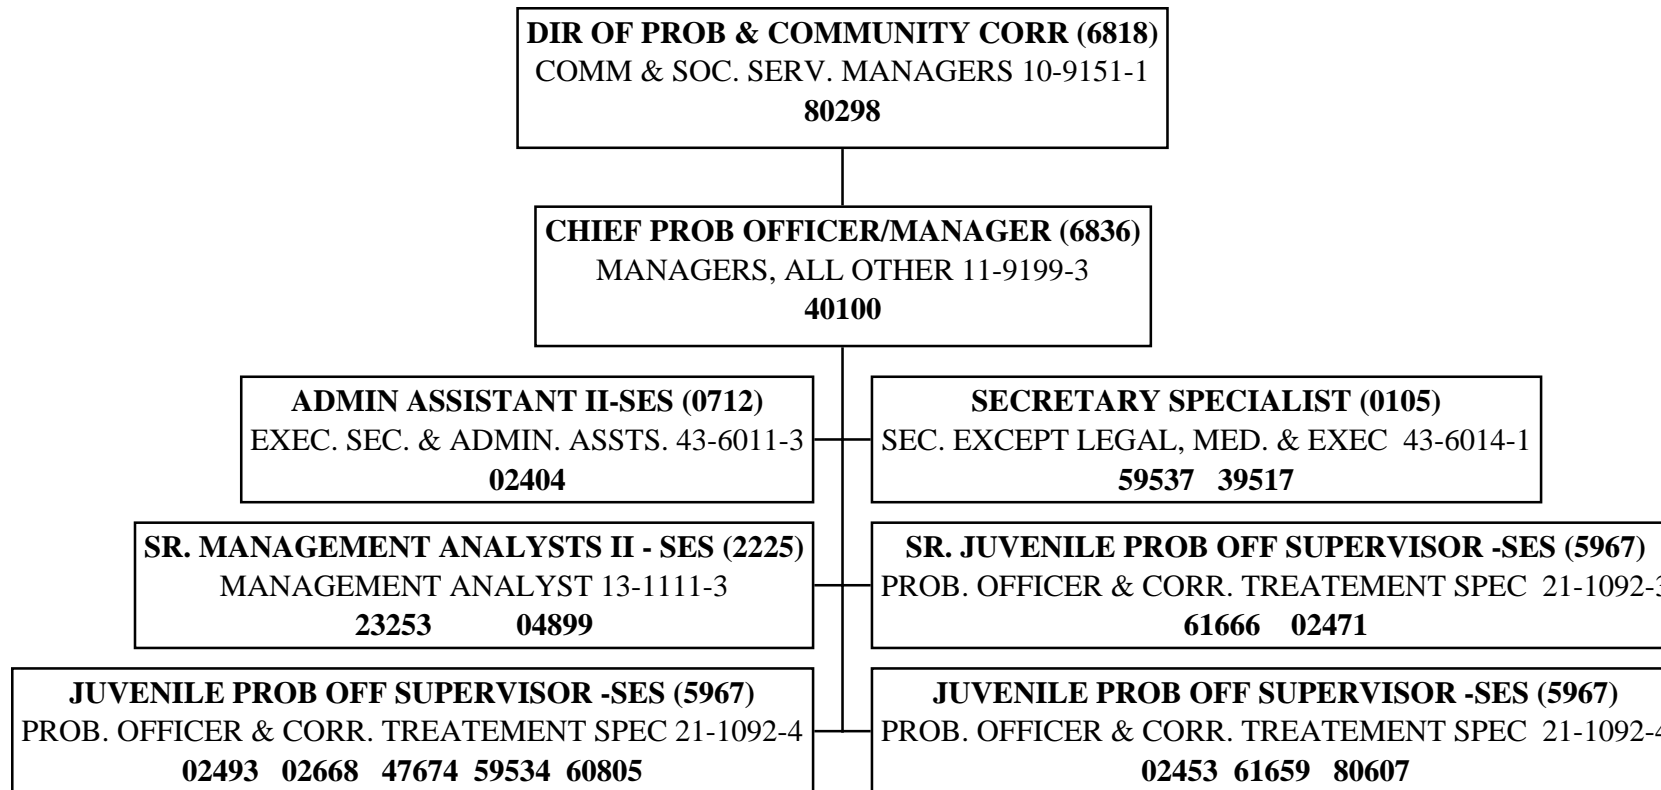 DIR OF PROB & COMMUNITY CORR (6818)
COMM & SOC. SERV. MANAGERS 10-9151-1
80298
CHIEF PROB OFFICER/MANAGER (6836)
MANAGERS, ALL OTHER 11-9199-3
40100
ADMIN ASSISTANT II-SES (0712)
EXEC. SEC. & ADMIN. ASSTS. 43-6011-3
02404
SECRETARY SPECIALIST (0105)
SEC. EXCEPT LEGAL, MED. & EXEC 43-6014-1
59537 39517
SR. MANAGEMENT ANALYSTS II - SES (2225)
MANAGEMENT ANALYST 13-1111-3
23253 04899
SR. JUVENILE PROB OFF SUPERVISOR -SES (5967)
PROB. OFFICER & CORR. TREATEMENT SPEC 21-1092-3
61666 02471
JUVENILE PROB OFF SUPERVISOR -SES (5967)
PROB. OFFICER & CORR. TREATEMENT SPEC 21-1092-4
02493 02668 47674 59534 60805
JUVENILE PROB OFF SUPERVISOR -SES (5967)
PROB. OFFICER & CORR. TREATEMENT SPEC 21-1092-4
02453 61659 80607